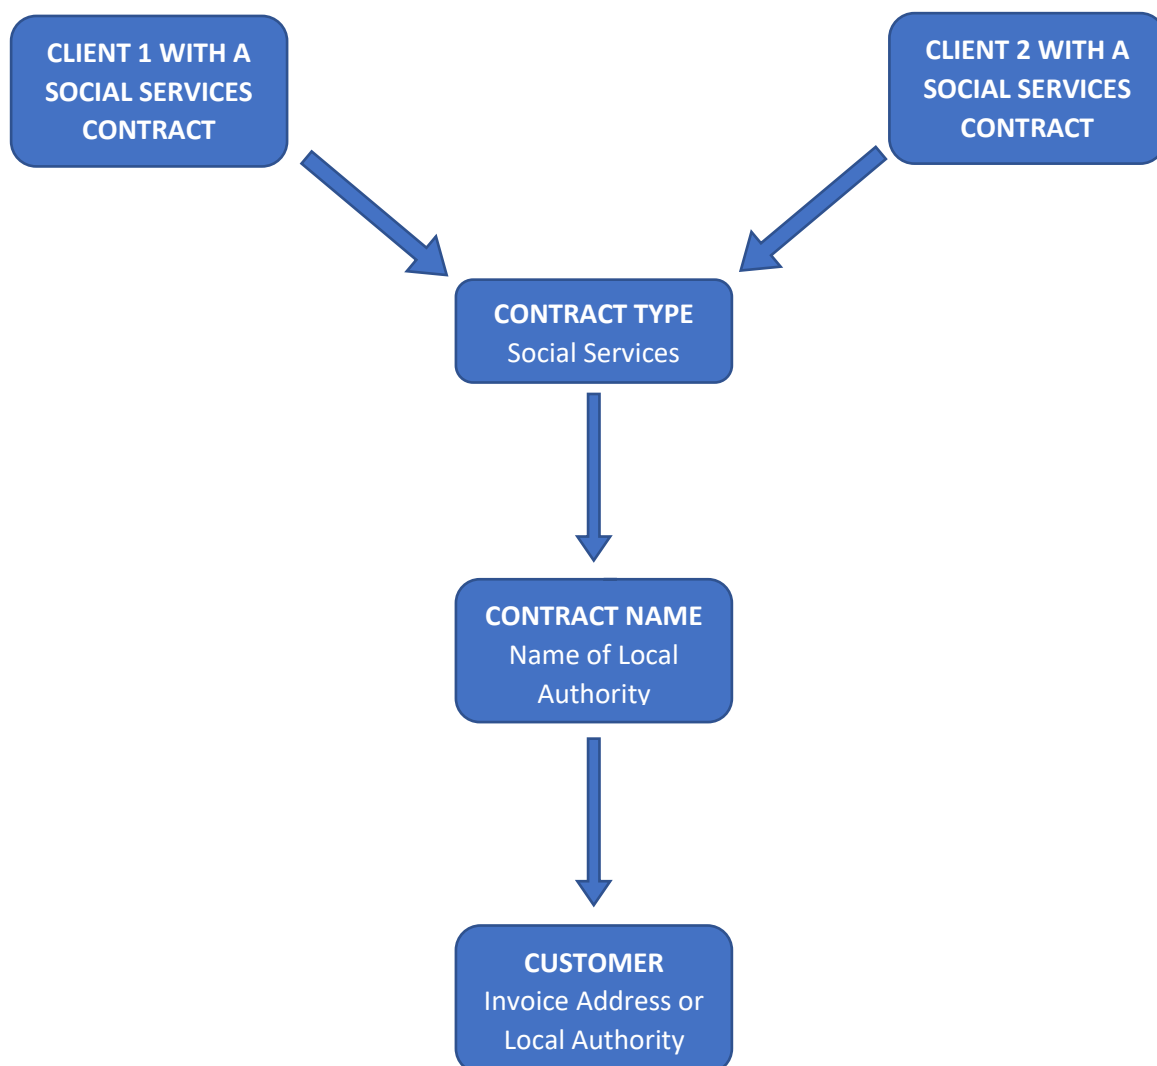 CLIENT 1 WITH A
SOCIAL SERVICES
CONTRACT
CLIENT 2 WITH A
SOCIAL SERVICES
CONTRACT
CONTRACT TYPE
Social Services
CONTRACT NAME
Name of Local
Authority
CUSTOMER
Invoice Address or
Local Authority